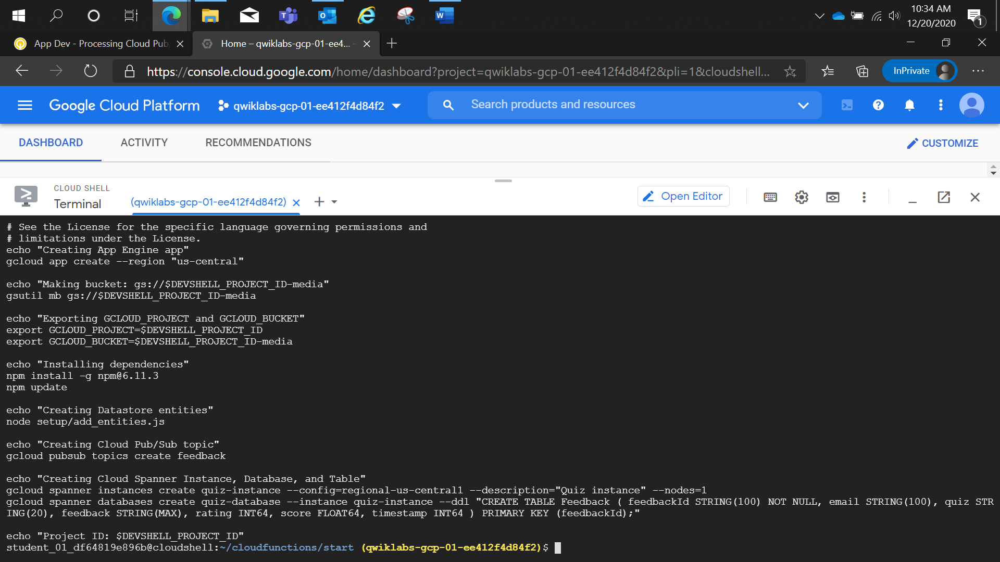 10:34 AM
12/20/2020
1
App Dev - Processing Cloud Pub
Home – qwiklabs-gcp-01-ee4...
https://console.cloud.google.com/home/dashboard?project=qwiklabs-gcp-01-ee412f4d84f2&pli=1&cloudshell...
InPrivate
Google Cloud Platform
qwiklabs-gcp-01-ee412f4d84f2
Search products and resources
DASHBOARD
ACTIVITY
RECOMMENDATIONS
CUSTOMIZE
CLOUD SHELL
Terminal
(qwiklabs-gcp-01-ee412f4d84f2)
Open Editor
# See the License for the specific language governing permissions and
# limitations under the License.
echo "Creating App Engine app"
gcloud app create --region "us-central"
echo "Making bucket: gs://$DEVSHELL_PROJECT_ID-media"
gsutil mb gs://$DEVSHELL_PROJECT_ID-media
echo "Exporting GCLOUD_PROJECT and GCLOUD_BUCKET"
export GCLOUD_PROJECT=$DEVSHELL_PROJECT_ID
export GCLOUD_BUCKET=$DEVSHELL_PROJECT_ID-media
echo "Installing dependencies"
npm install -g npm@6.11.3
npm update
echo "Creating Datastore entities"
node setup/add_entities.js
echo "Creating Cloud Pub/Sub topic"
gcloud pubsub topics create feedback
echo "Creating Cloud Spanner Instance, Database, and Table"
gcloud spanner instances create quiz-instance --config=regional-us-central1 --description="Quiz instance" --nodes=1
gcloud spanner databases create quiz-database --instance quiz-instance --ddl "CREATE TABLE Feedback ( feedbackId STRING(100) NOT NULL, email STRING(100), quiz STR
ING(20), feedback STRING(MAX), rating INT64, score FLOAT64, timestamp INT64 ) PRIMARY KEY (feedbackId);"
echo "Project ID: $DEVSHELL_PROJECT_ID"
student_01_df64819e896b@cloudshell:~/cloudfunctions/start (qwiklabs-gcp-01-ee412f4d84f2)$